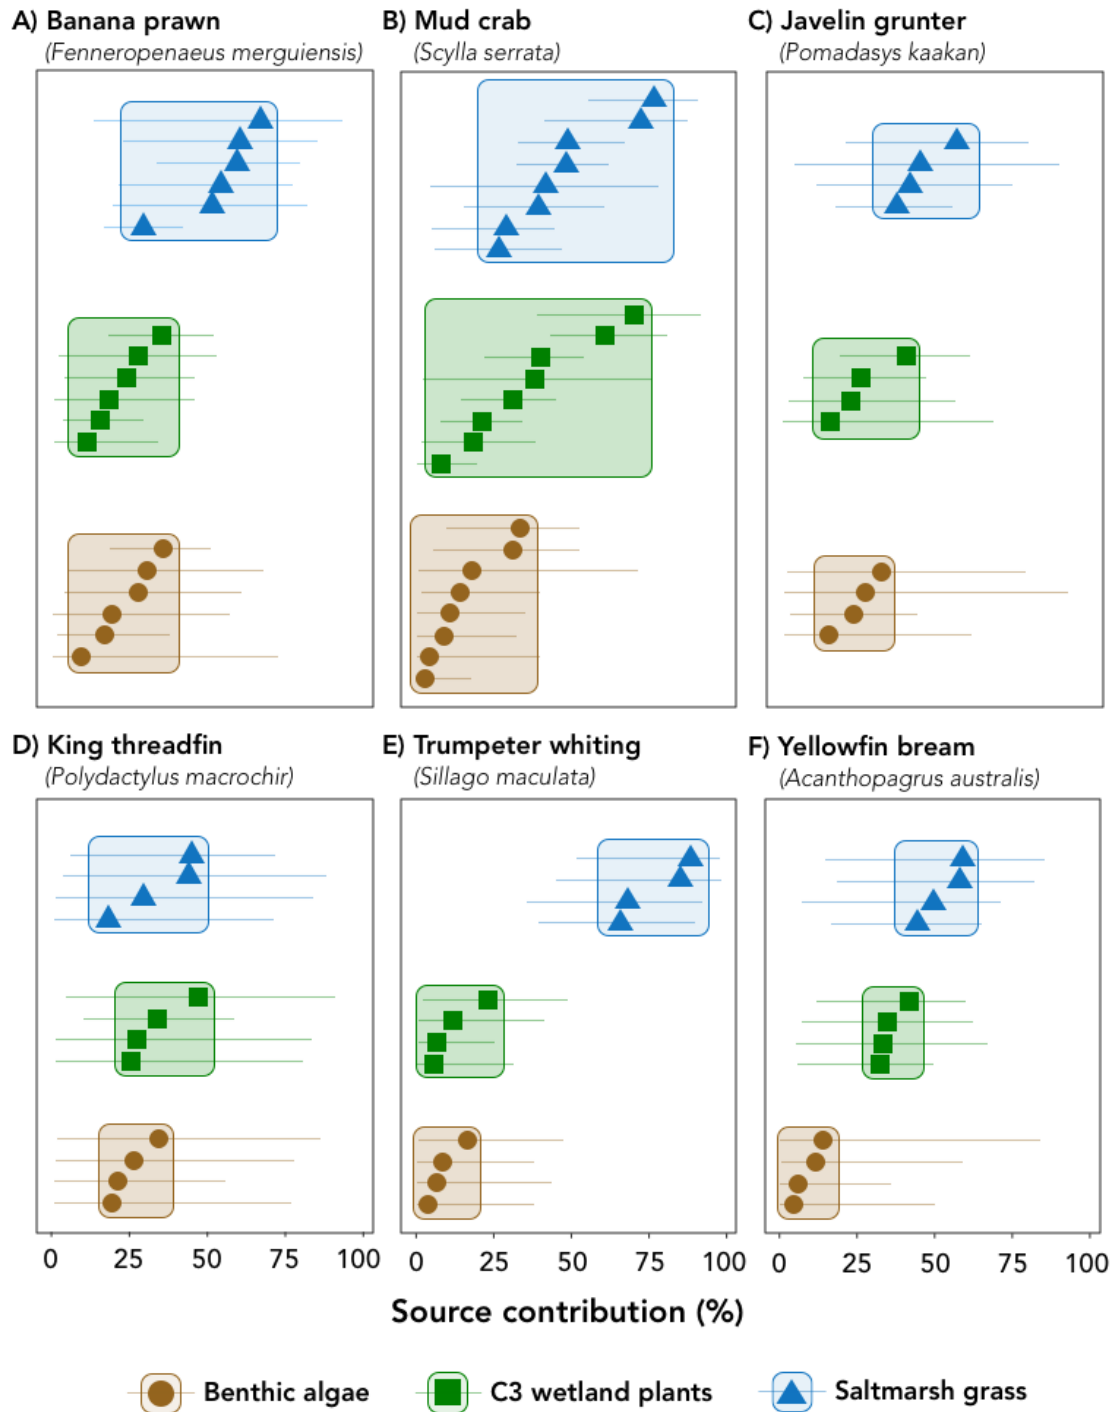 A) Banana prawn
(Fenneropenaeus merguiensis)
B) Mud crab
(Scylla serrata)
C) Javelin grunter
(Pomadasys kaakan)
D) King threadfin
(Polydactylus macrochir)
E) Trumpeter whiting
(Sillago maculata)
F) Yellowfin bream
(Acanthopagrus australis)
0 25 50 75 100 0 25 50 75 100 0 25 50 75 100
Source contribution (%)
Benthic algae C3 wetland plants Saltmarsh grass